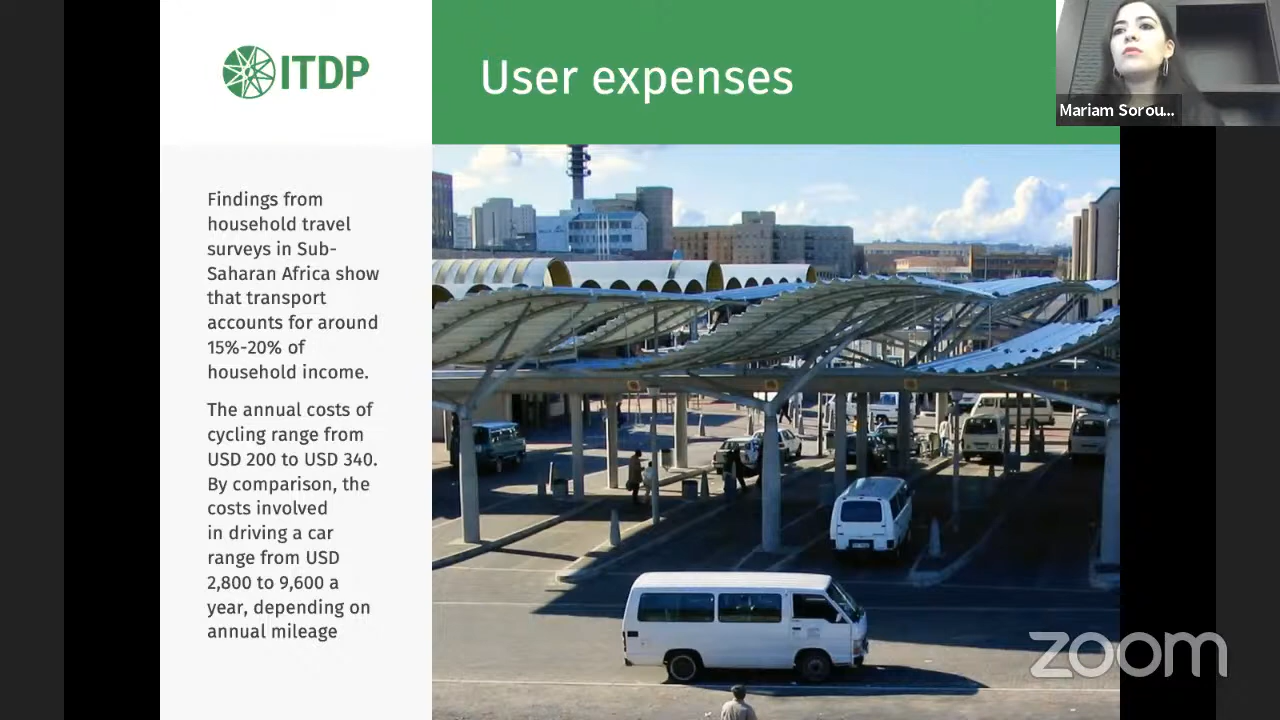 ITDP
User expenses
Mariam Sorou...
Findings from
household travel
surveys in Sub-
Saharan Africa show
that transport
accounts for around
15%-20% of
household income.
The annual costs of
cycling range from
USD 200 to USD 340.
By comparison, the
costs involved
in driving a car
range from USD
2,800 to 9,600 a
year, depending on
annual mileage
zoom